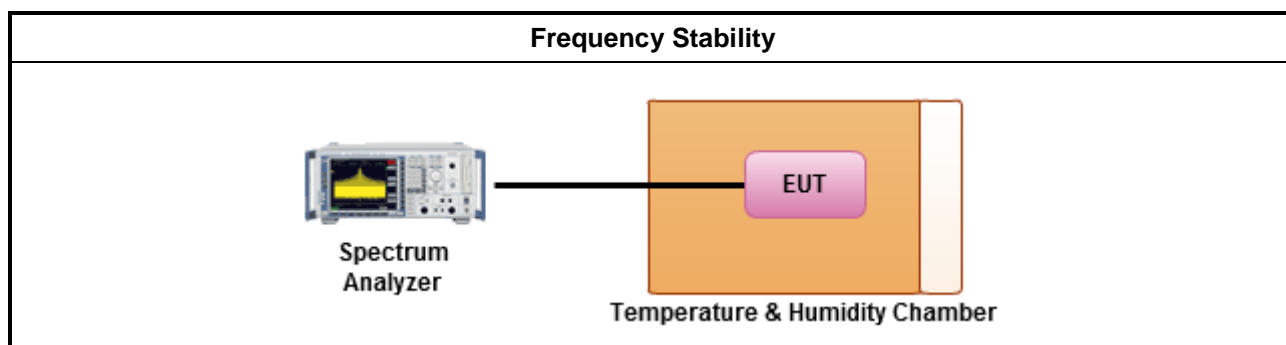 Frequency Stability
EUT
Spectrum
Analyzer
Temperature & Humidity Chamber